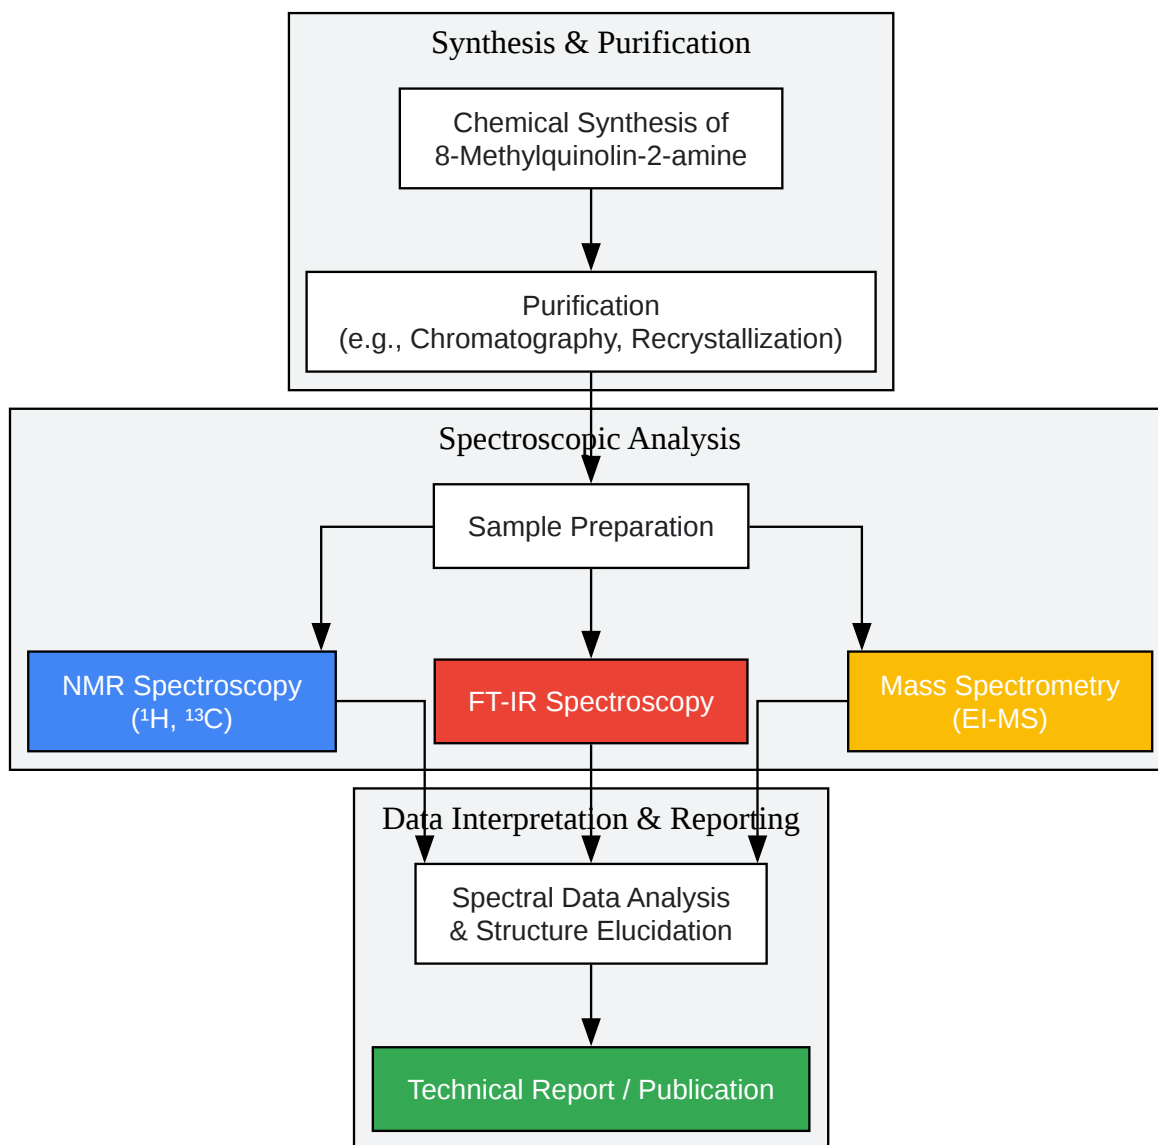 Synthesis & Purification
Chemical Synthesis of
8-Methylquinolin-2-amine
Purification
(e.g., Chromatography, Recrystallization)
Spectroscopic Analysis
Sample Preparation
NMR Spectroscopy
(¹H, ¹³C)
FT-IR Spectroscopy
Mass Spectrometry
(EI-MS)
Data Interpretation & Reporting
Spectral Data Analysis
& Structure Elucidation
Technical Report / Publication